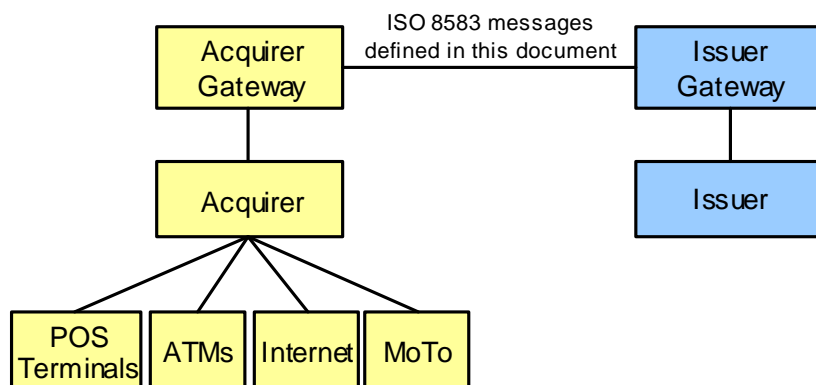 ISO 8583 messages
defined in this document
Acquirer
Gateway
Issuer
Gateway
Acquirer
Issuer
POS
Terminals
ATMs
Internet
MoTo